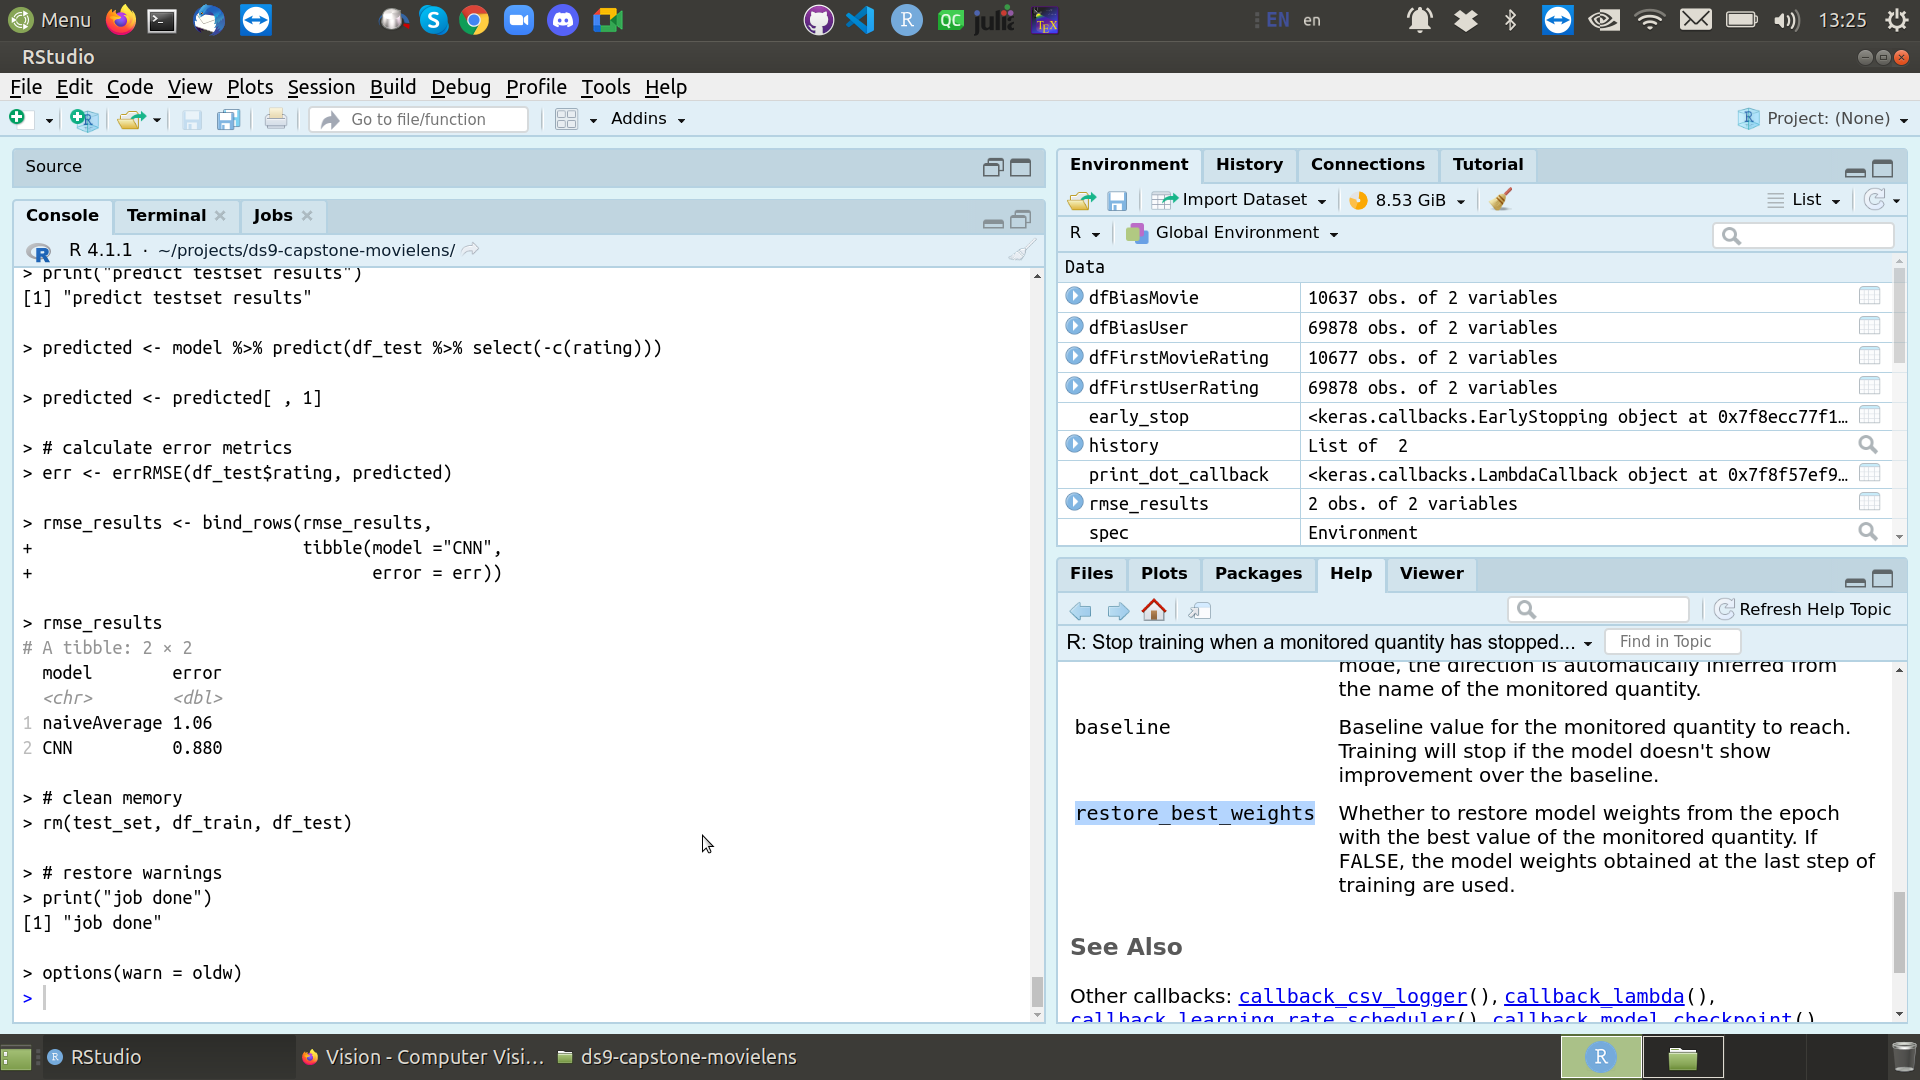 Menu
QC
julia
TEX
EN
en
13:25
RStudio
File Edit Code View Plots Session Build Debug Profile Tools Help
Go to file/function
Addins
Project: (None)
Source
Console Terminal Jobs
R 4.1.1 · ~/projects/ds9-capstone-movielens/
> print("predict testset results")
[1] "predict testset results"
> predicted <- model %>% predict(df_test %>% select(-c(rating)))
> predicted <- predicted[ , 1]
> # calculate error metrics
> err <- errRMSE(df_test$rating, predicted)
> rmse_results <- bind_rows(rmse_results,
+                           tibble(model ="CNN",
+                                  error = err))
> rmse_results
# A tibble: 2 × 2
  model        error
  <chr>        <dbl>
1 naiveAverage 1.06
2 CNN          0.880
> # clean memory
> rm(test_set, df_train, df_test)
> # restore warnings
> print("job done")
[1] "job done"
> options(warn = oldw)
>
Environment History Connections Tutorial
Import Dataset
8.53 GiB
List
R
Global Environment
Data
dfBiasMovie 10637 obs. of 2 variables
dfBiasUser 69878 obs. of 2 variables
dfFirstMovieRating 10677 obs. of 2 variables
dfFirstUserRating 69878 obs. of 2 variables
early_stop <keras.callbacks.EarlyStopping object at 0x7f8ecc77f1…
history List of  2
print_dot_callback <keras.callbacks.LambdaCallback object at 0x7f8f57ef9…
rmse_results 2 obs. of 2 variables
spec Environment
Files Plots Packages Help Viewer
Refresh Help Topic
R: Stop training when a monitored quantity has stopped...
Find in Topic
mode, the direction is automatically inferred from
the name of the monitored quantity.
baseline Baseline value for the monitored quantity to reach.
Training will stop if the model doesn't show
improvement over the baseline.
restore_best_weights Whether to restore model weights from the epoch
with the best value of the monitored quantity. If
FALSE, the model weights obtained at the last step of
training are used.
See Also
Other callbacks: callback_csv_logger(), callback_lambda(),
callback_learning_rate_scheduler(), callback_model_checkpoint()
RStudio
Vision - Computer Visi...
ds9-capstone-movielens